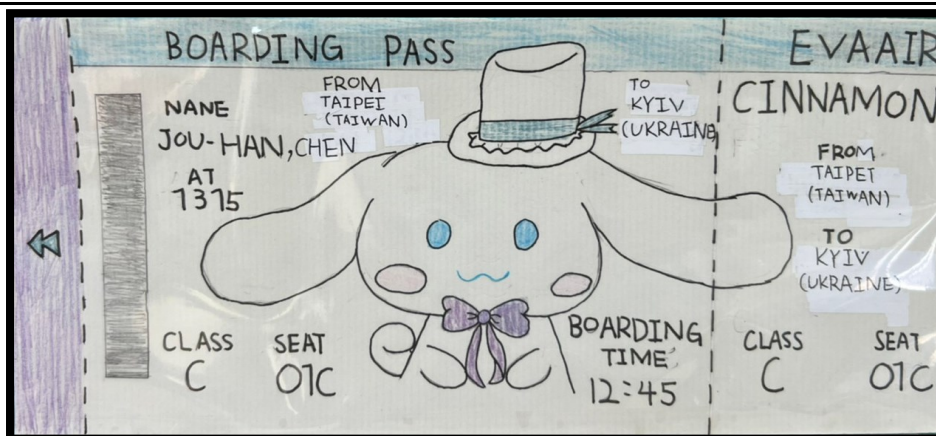 BOARDING PASS
EVAAIR
NANE
JOU-HAN, CHEN
FROM
TAIPEI
(TAIWAN)
TO
KYIV
(UKRAINE)
AT
1315
CLASS
C
SEAT
01C
BOARDING
TIME
12:45
CINNAMON
FROM
TAIPEI
(TAIWAN)
TO
KYIV
(UKRAINE)
CLASS
C
SEAT
01C